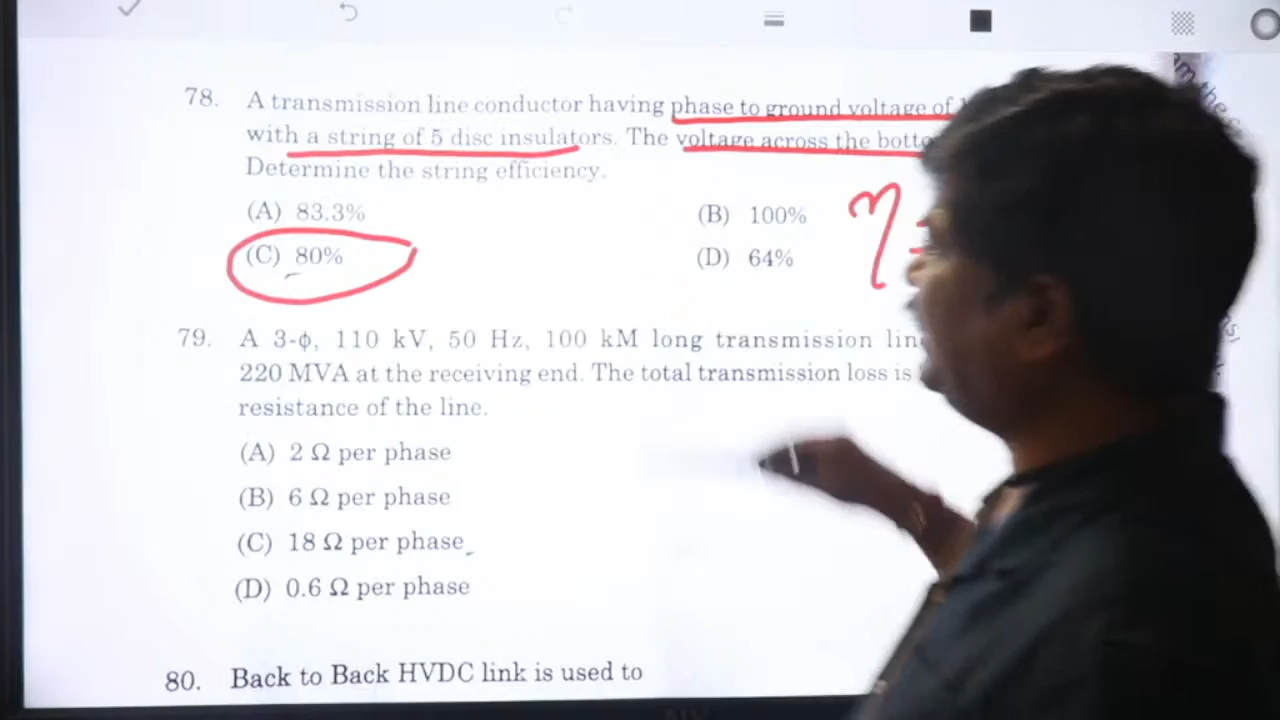 78. A transmission line conductor having phase to ground voltage of
with a string of 5 disc insulators. The voltage across the
Determine the string efficiency.
(A) 83.3% (B) 100%
(C) 80% (D) 64%
η =
79. A 3-ϕ, 110 kV, 50 Hz, 100 kM long transmission
220 MVA at the receiving end. The total transmission loss is
resistance of the line.
(A) 2 Ω per phase
(B) 6 Ω per phase
(C) 18 Ω per phase
(D) 0.6 Ω per phase
80. Back to Back HVDC link is used to